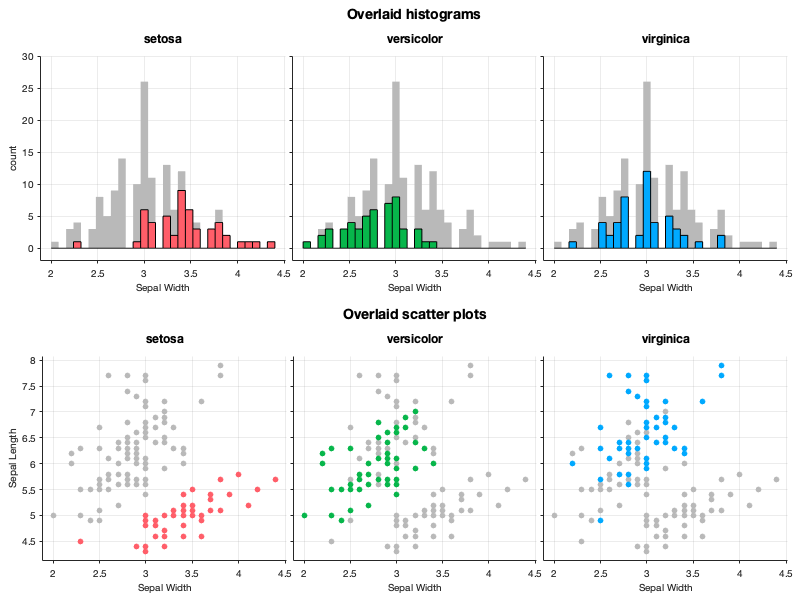 Overlaid histograms
setosa
versicolor
virginica
30
25
20
15
10
5
0
count
2 2.5 3 3.5 4 4.5
2 2.5 3 3.5 4 4.5
2 2.5 3 3.5 4 4.5
Sepal Width
Sepal Width
Sepal Width
Overlaid scatter plots
setosa
versicolor
virginica
8
7.5
7
6.5
6
5.5
5
4.5
Sepal Length
2 2.5 3 3.5 4 4.5
2 2.5 3 3.5 4 4.5
2 2.5 3 3.5 4 4.5
Sepal Width
Sepal Width
Sepal Width